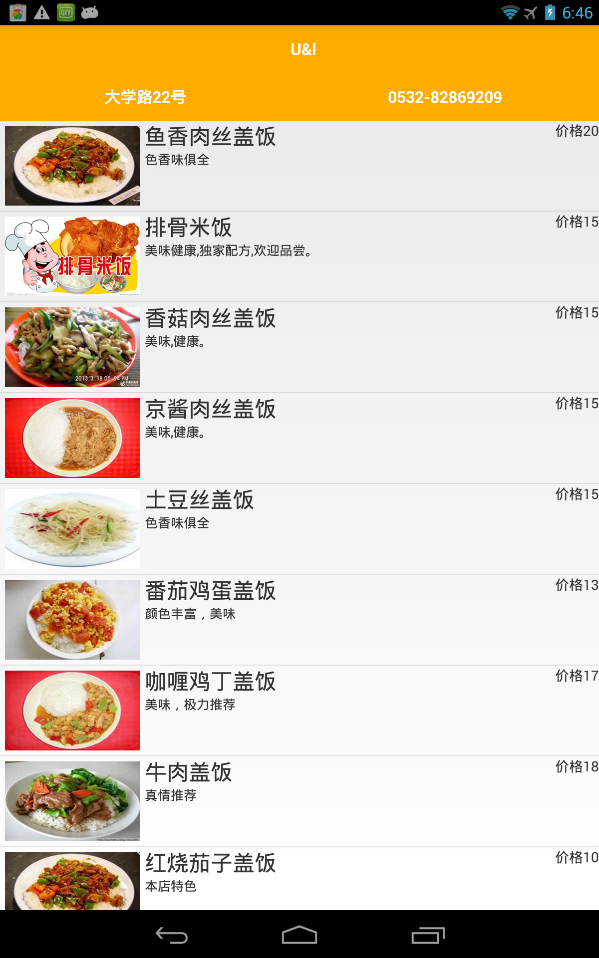 6:46
U&I
大学路22号
0532-82869209
鱼香肉丝盖饭
价格20
色香味俱全
排骨米饭
价格15
美味健康,独家配方,欢迎品尝。
排骨米饭
香菇肉丝盖饭
价格15
美味,健康。
京酱肉丝盖饭
价格15
美味,健康。
土豆丝盖饭
价格15
色香味俱全
番茄鸡蛋盖饭
价格13
颜色丰富，美味
咖喱鸡丁盖饭
价格17
美味，极力推荐
牛肉盖饭
价格18
真情推荐
红烧茄子盖饭
价格10
本店特色